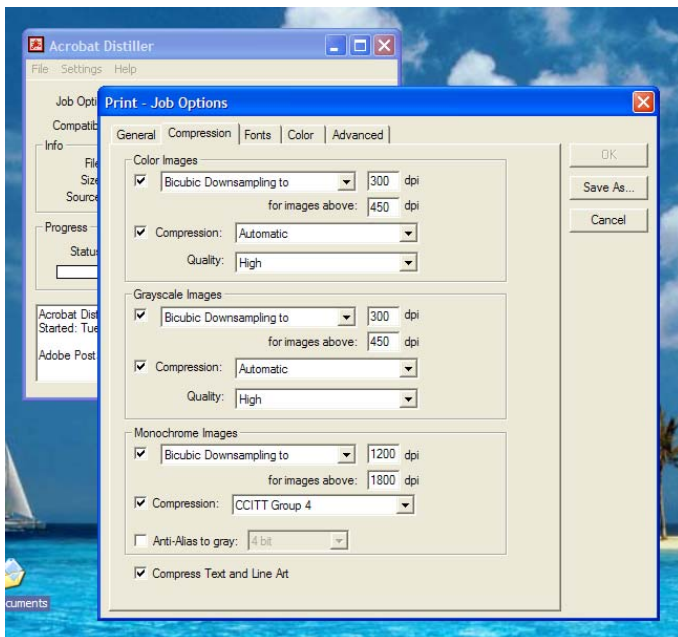 Acrobat Distiller
File Settings Help
Job Opti
Compatib
Info
File
Size
Source
Progress
Status
Acrobat Dist
Started: Tue
Adobe Post
Print - Job Options
General Compression Fonts Color Advanced
OK
Save As...
Cancel
Color Images
Bicubic Downsampling to 300 dpi
for images above: 450 dpi
Compression: Automatic
Quality: High
Grayscale Images
Bicubic Downsampling to 300 dpi
for images above: 450 dpi
Compression: Automatic
Quality: High
Monochrome Images
Bicubic Downsampling to 1200 dpi
for images above: 1800 dpi
Compression: CCITT Group 4
Anti-Alias to gray: 4 bit
Compress Text and Line Art
cuments